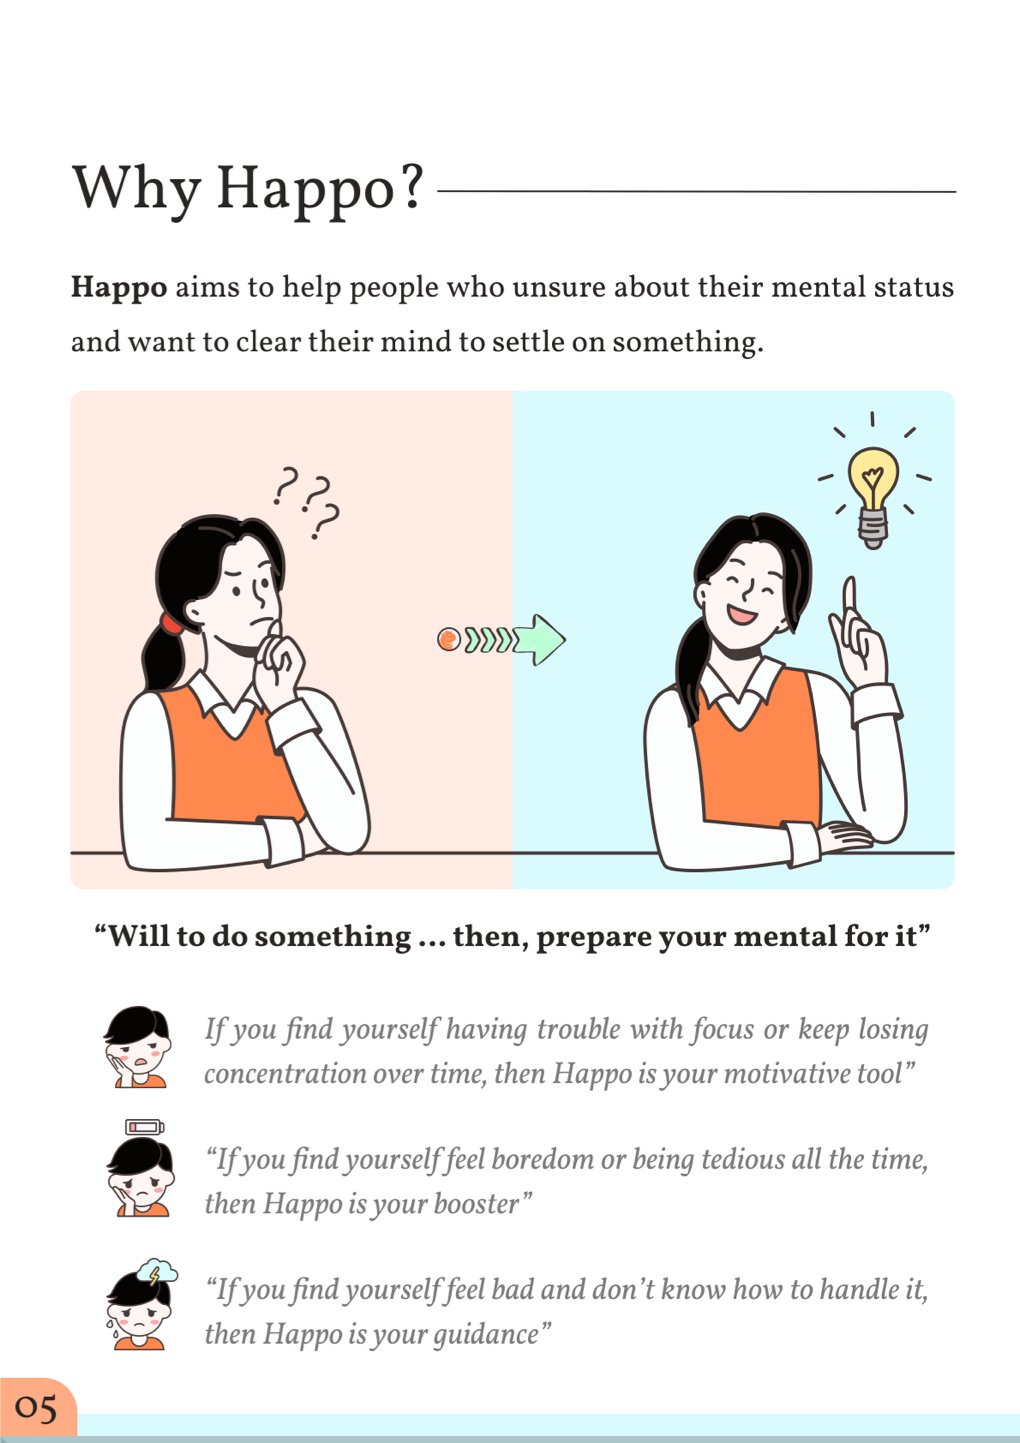 Why Happo?
Happo aims to help people who unsure about their mental status
and want to clear their mind to settle on something.
? ? ?
“Will to do something ... then, prepare your mental for it”
If you find yourself having trouble with focus or keep losing
concentration over time, then Happo is your motivative tool”
“If you find yourself feel boredom or being tedious all the time,
then Happo is your booster”
“If you find yourself feel bad and don’t know how to handle it,
then Happo is your guidance”
05